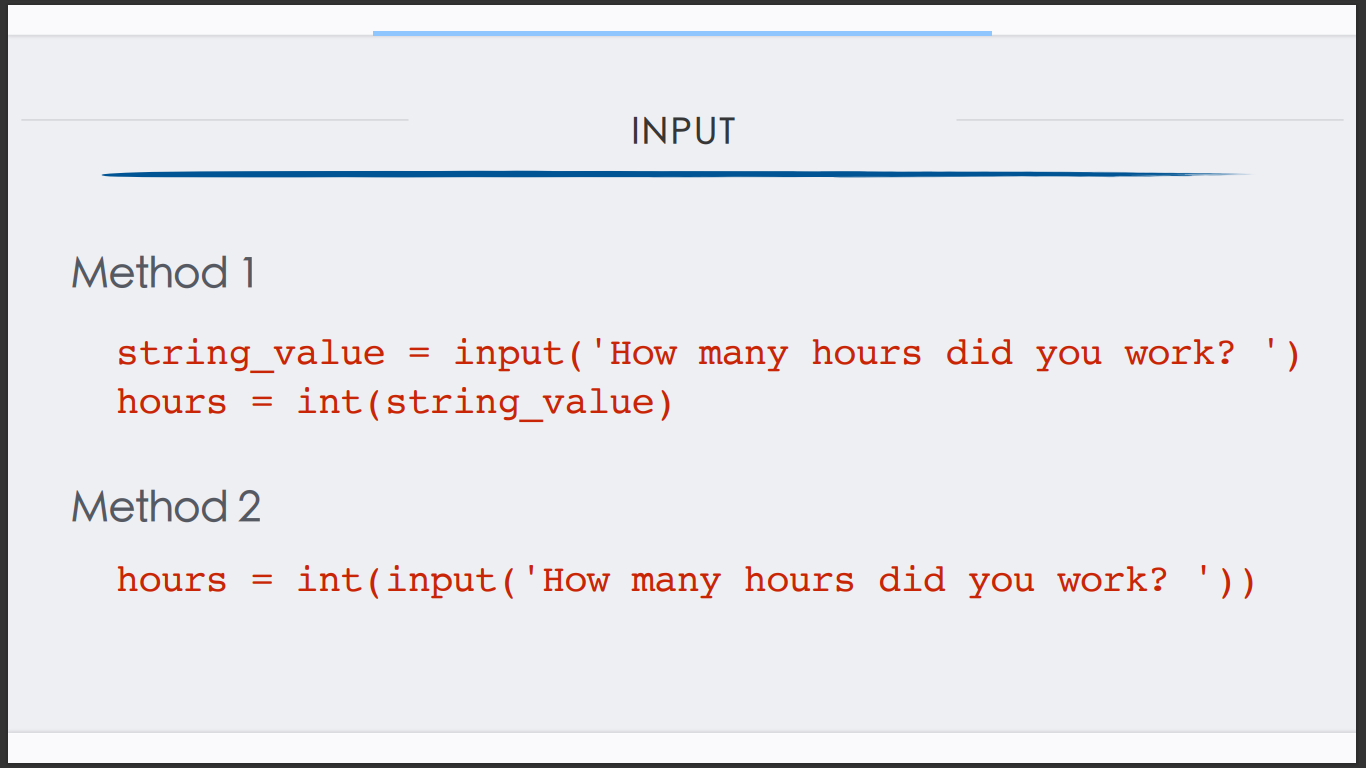 INPUT
Method 1
string_value = input('How many hours did you work? ')
hours = int(string_value)
Method 2
hours = int(input('How many hours did you work? '))